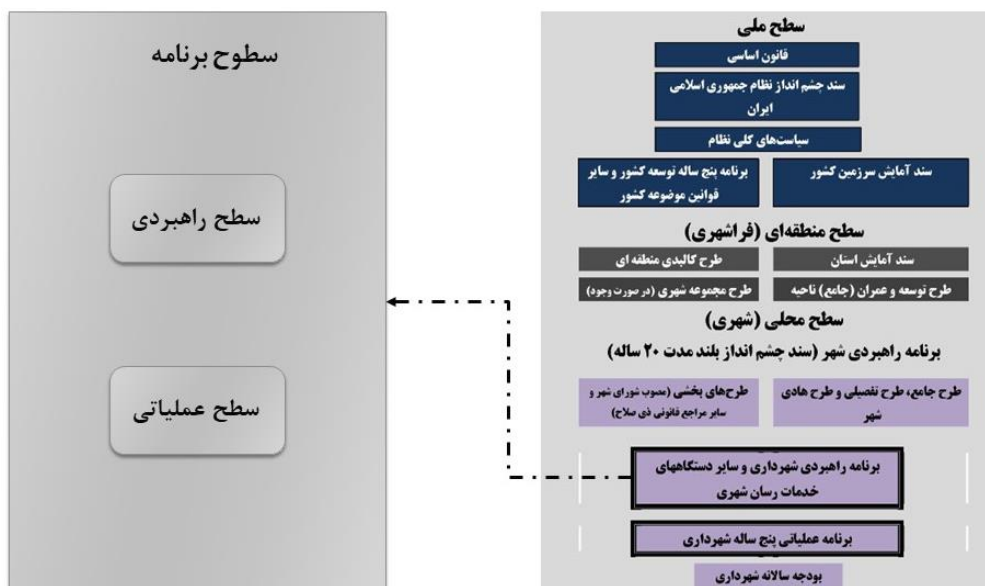 سطح ملی
قانون اساسی
سند چشم انداز نظام جمهوری اسلامی
ایران
سیاست‌های کلی نظام
سند آمایش سرزمین کشور
برنامه پنج ساله توسعه کشور و سایر
قوانین موضوعه کشور
سطح منطقه‌ای (فراشهری)
سند آمایش استان
طرح کالبدی منطقه ای
طرح توسعه و عمران (جامع) ناحیه
طرح مجموعه شهری (در صورت وجود)
سطح محلی (شهری)
برنامه راهبردی شهر (سند چشم انداز بلند مدت ۲۰ ساله)
طرح جامع، طرح تفصیلی و طرح هادی
شهر
طرح‌های بخشی (مصوب شورای شهر و
سایر مراجع قانونی ذی صلاح)
برنامه راهبردی شهرداری و سایر دستگاههای
خدمات رسان شهری
برنامه عملیاتی پنج ساله شهرداری
بودجه سالانه شهرداری
سطوح برنامه
سطح راهبردی
سطح عملیاتی